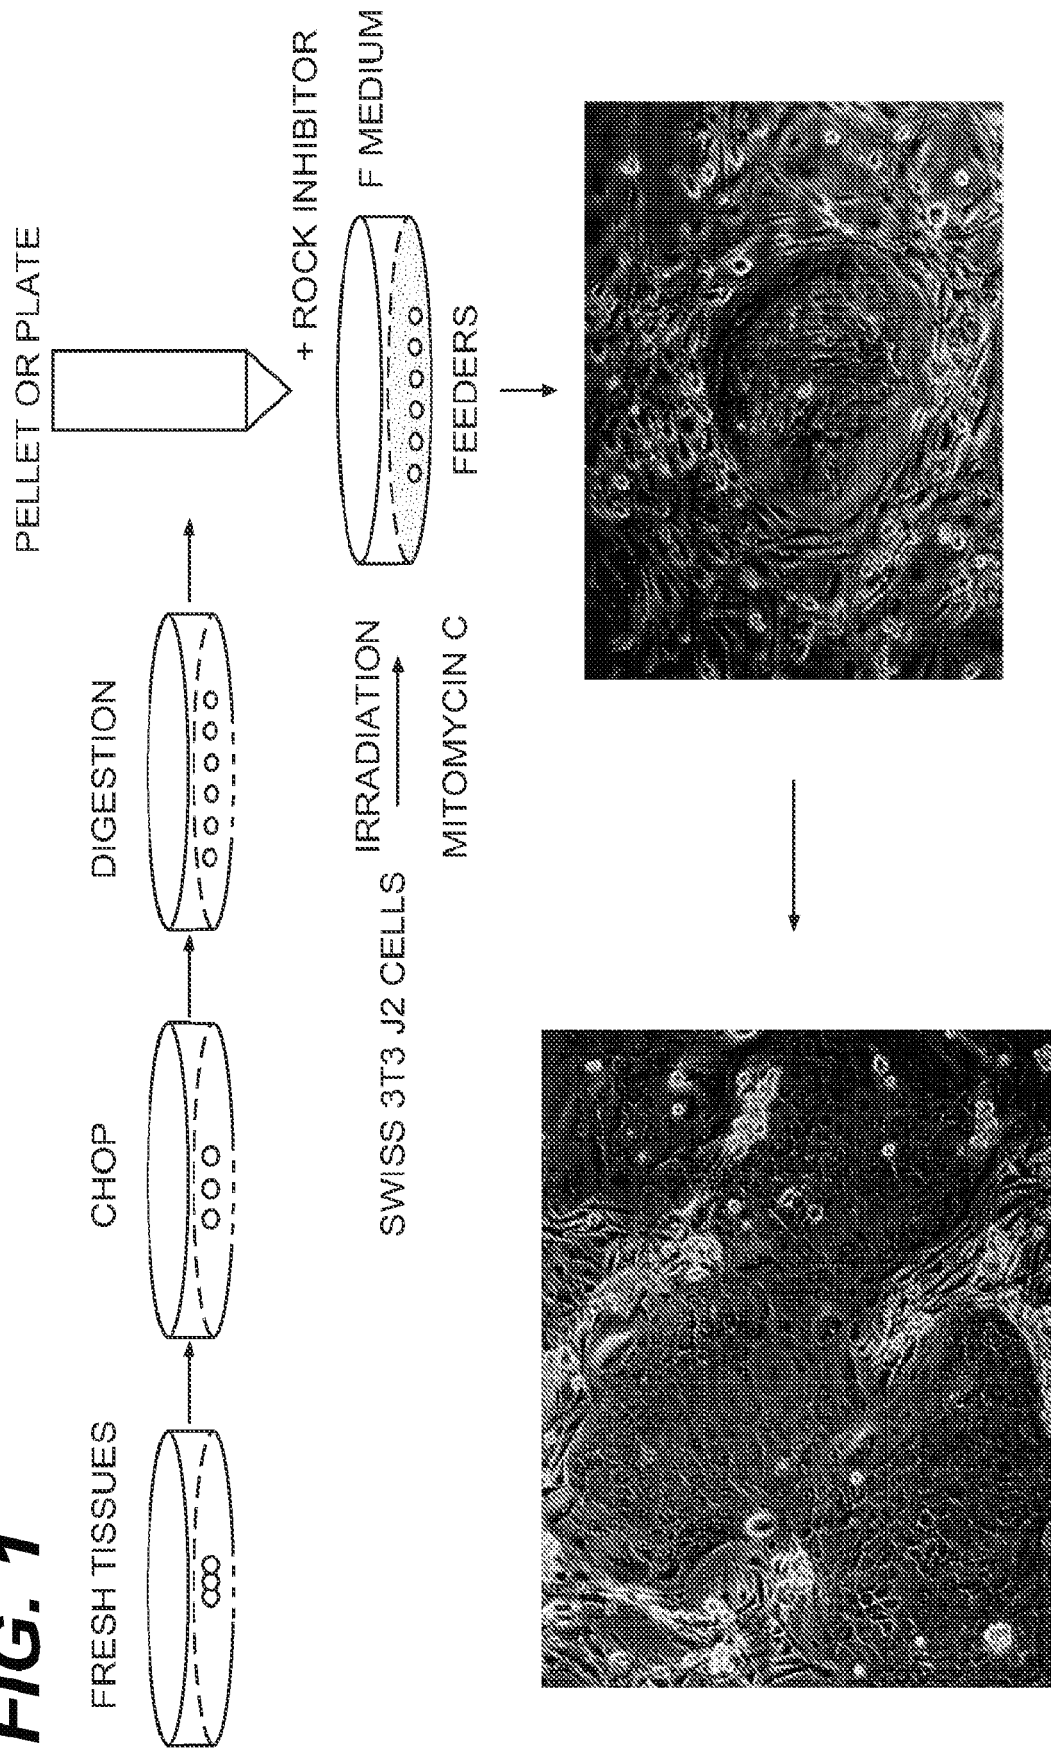 FIG. 1
FRESH TISSUES
CHOP
DIGESTION
PELLET OR PLATE
+ ROCK INHIBITOR
F MEDIUM
SWISS 3T3 J2 CELLS
IRRADIATION
MITOMYCIN C
FEEDERS